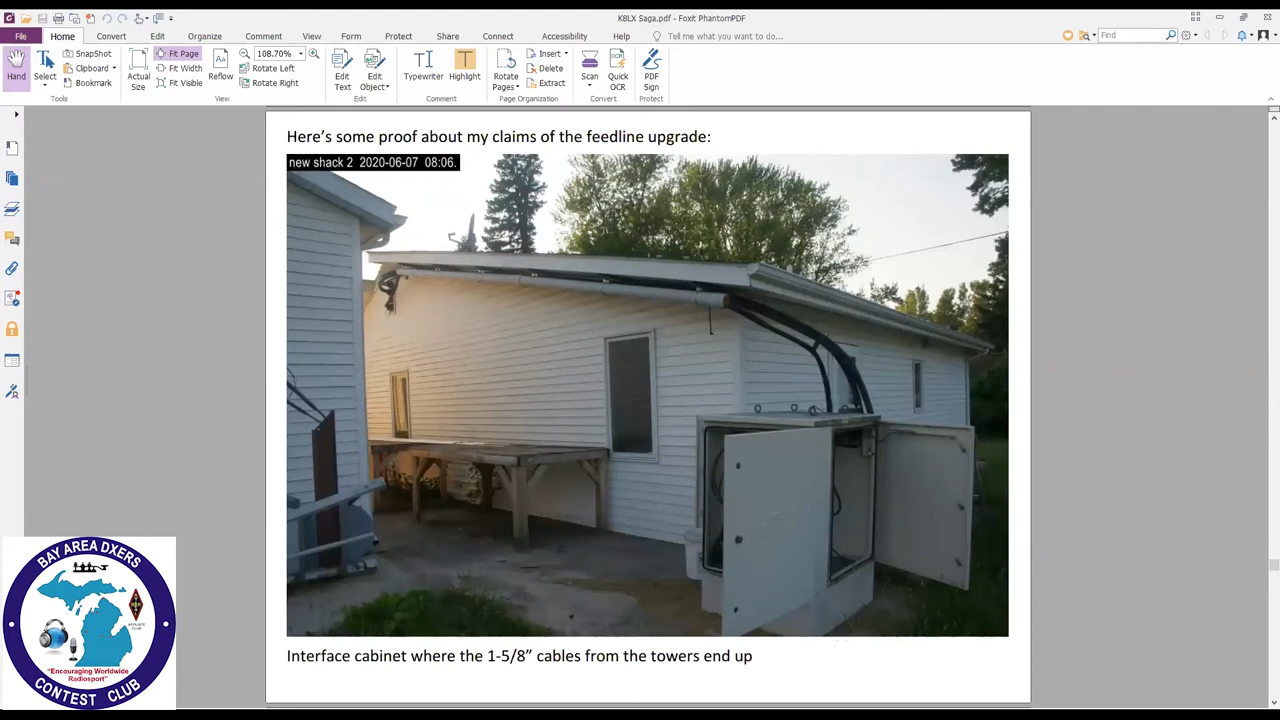 K8LX Saga.pdf - Foxit PhantomPDF
File
Home
Convert
Edit
Organize
Comment
View
Form
Protect
Share
Connect
Accessibility
Help
Tell me what you want to do...
Find
Hand
Select
SnapShot
Clipboard
Bookmark
Tools
Actual
Size
Fit Page
Fit Width
Fit Visible
Reflow
108.70%
Rotate Left
Rotate Right
View
Edit
Text
Edit
Object
Edit
Typewriter
Highlight
Comment
Rotate
Pages
Insert
Delete
Extract
Page Organization
Scan
Quick
OCR
Convert
PDF
Sign
Protect
Here's some proof about my claims of the feedline upgrade:
new shack 2 2020-06-07 08:06.
Interface cabinet where the 1-5/8” cables from the towers end up
BAY AREA DXERS
AFFILIATE
CLUB
"Encouraging Worldwide
Radiosport"
CONTEST CLUB